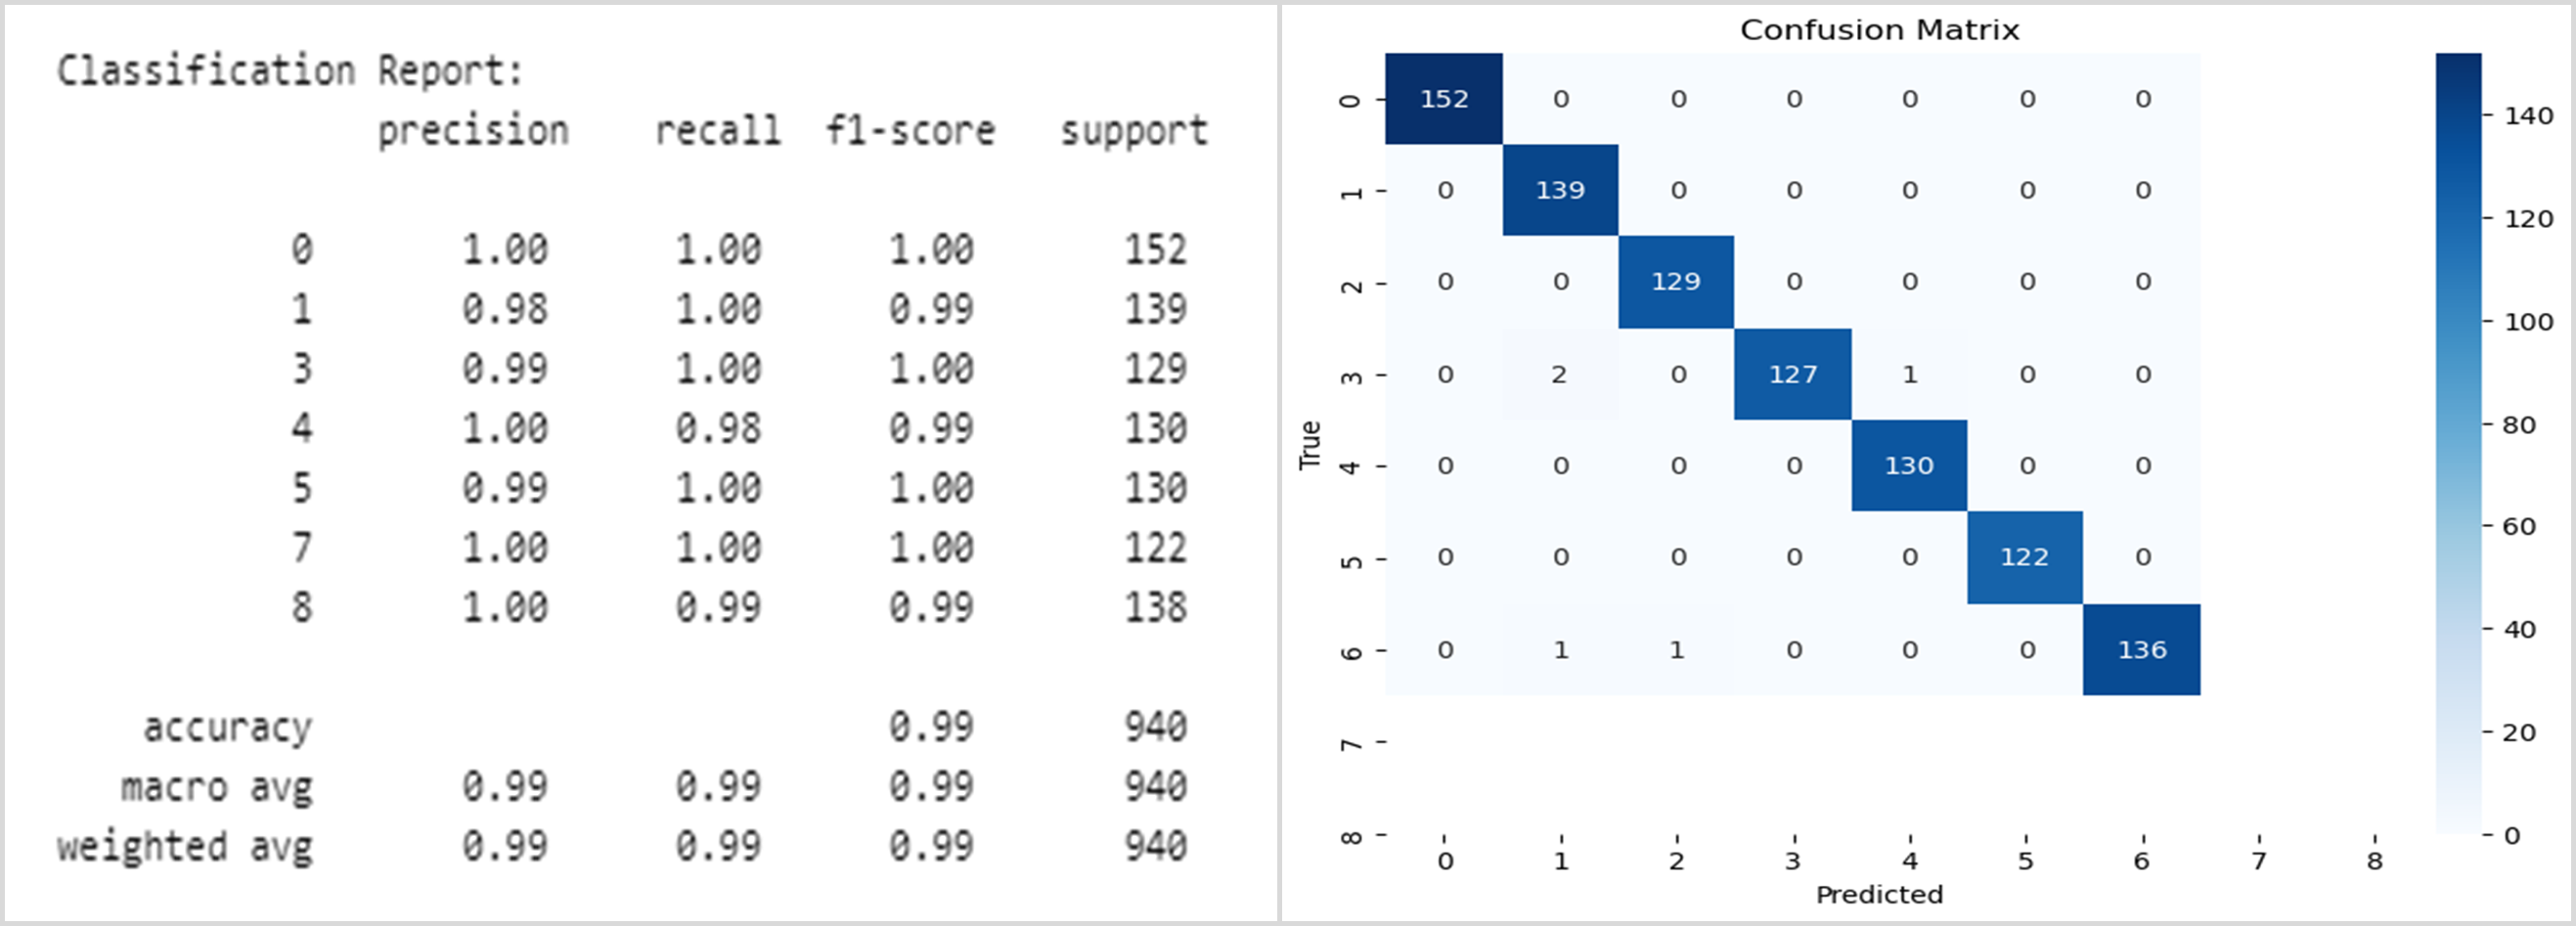 Classification Report:
precision recall f1-score support
0 1.00 1.00 1.00 152
1 0.98 1.00 0.99 139
3 0.99 1.00 1.00 129
4 1.00 0.98 0.99 130
5 0.99 1.00 1.00 130
7 1.00 1.00 1.00 122
8 1.00 0.99 0.99 138
accuracy 0.99 940
macro avg 0.99 0.99 0.99 940
weighted avg 0.99 0.99 0.99 940
Confusion Matrix
True
0 152 0 0 0 0 0 0
1 0 139 0 0 0 0 0
2 0 0 129 0 0 0 0
3 0 2 0 127 1 0 0
4 0 0 0 0 130 0 0
5 0 0 0 0 0 122 0
6 0 1 1 0 0 0 136
7
8
0 1 2 3 4 5 6 7 8
Predicted
140
120
100
80
60
40
20
0